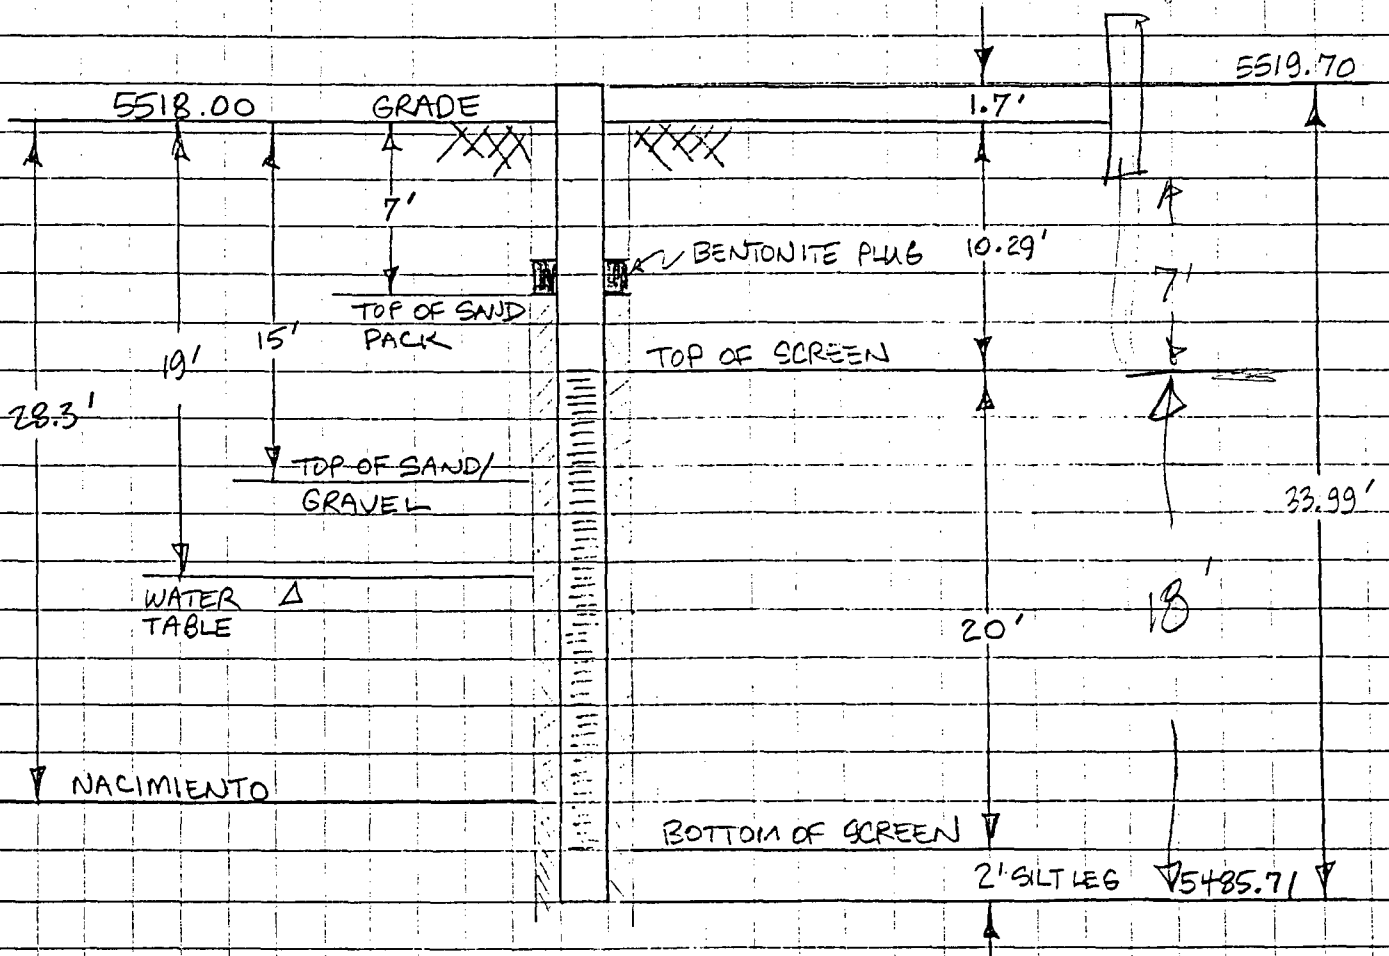 5519.70
5518.00 GRADE 1.7'
7'
BENTONITE PLUG 10.29'
7'
TOP OF SAND
PACK
15'
19'
TOP OF SCREEN
28.3'
TOP OF SAND/
GRAVEL
33.99'
WATER
TABLE
20'
18'
NACIMIENTO
BOTTOM OF SCREEN
2' SILT LEG 5485.71